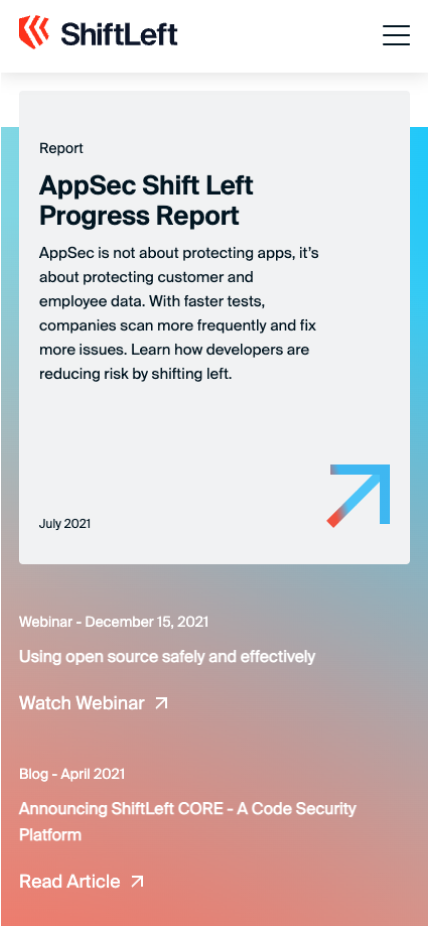 ShiftLeft
Report
AppSec Shift Left
Progress Report
AppSec is not about protecting apps, it’s
about protecting customer and
employee data. With faster tests,
companies scan more frequently and fix
more issues. Learn how developers are
reducing risk by shifting left.
July 2021
Webinar - December 15, 2021
Using open source safely and effectively
Watch Webinar
Blog - April 2021
Announcing ShiftLeft CORE - A Code Security
Platform
Read Article